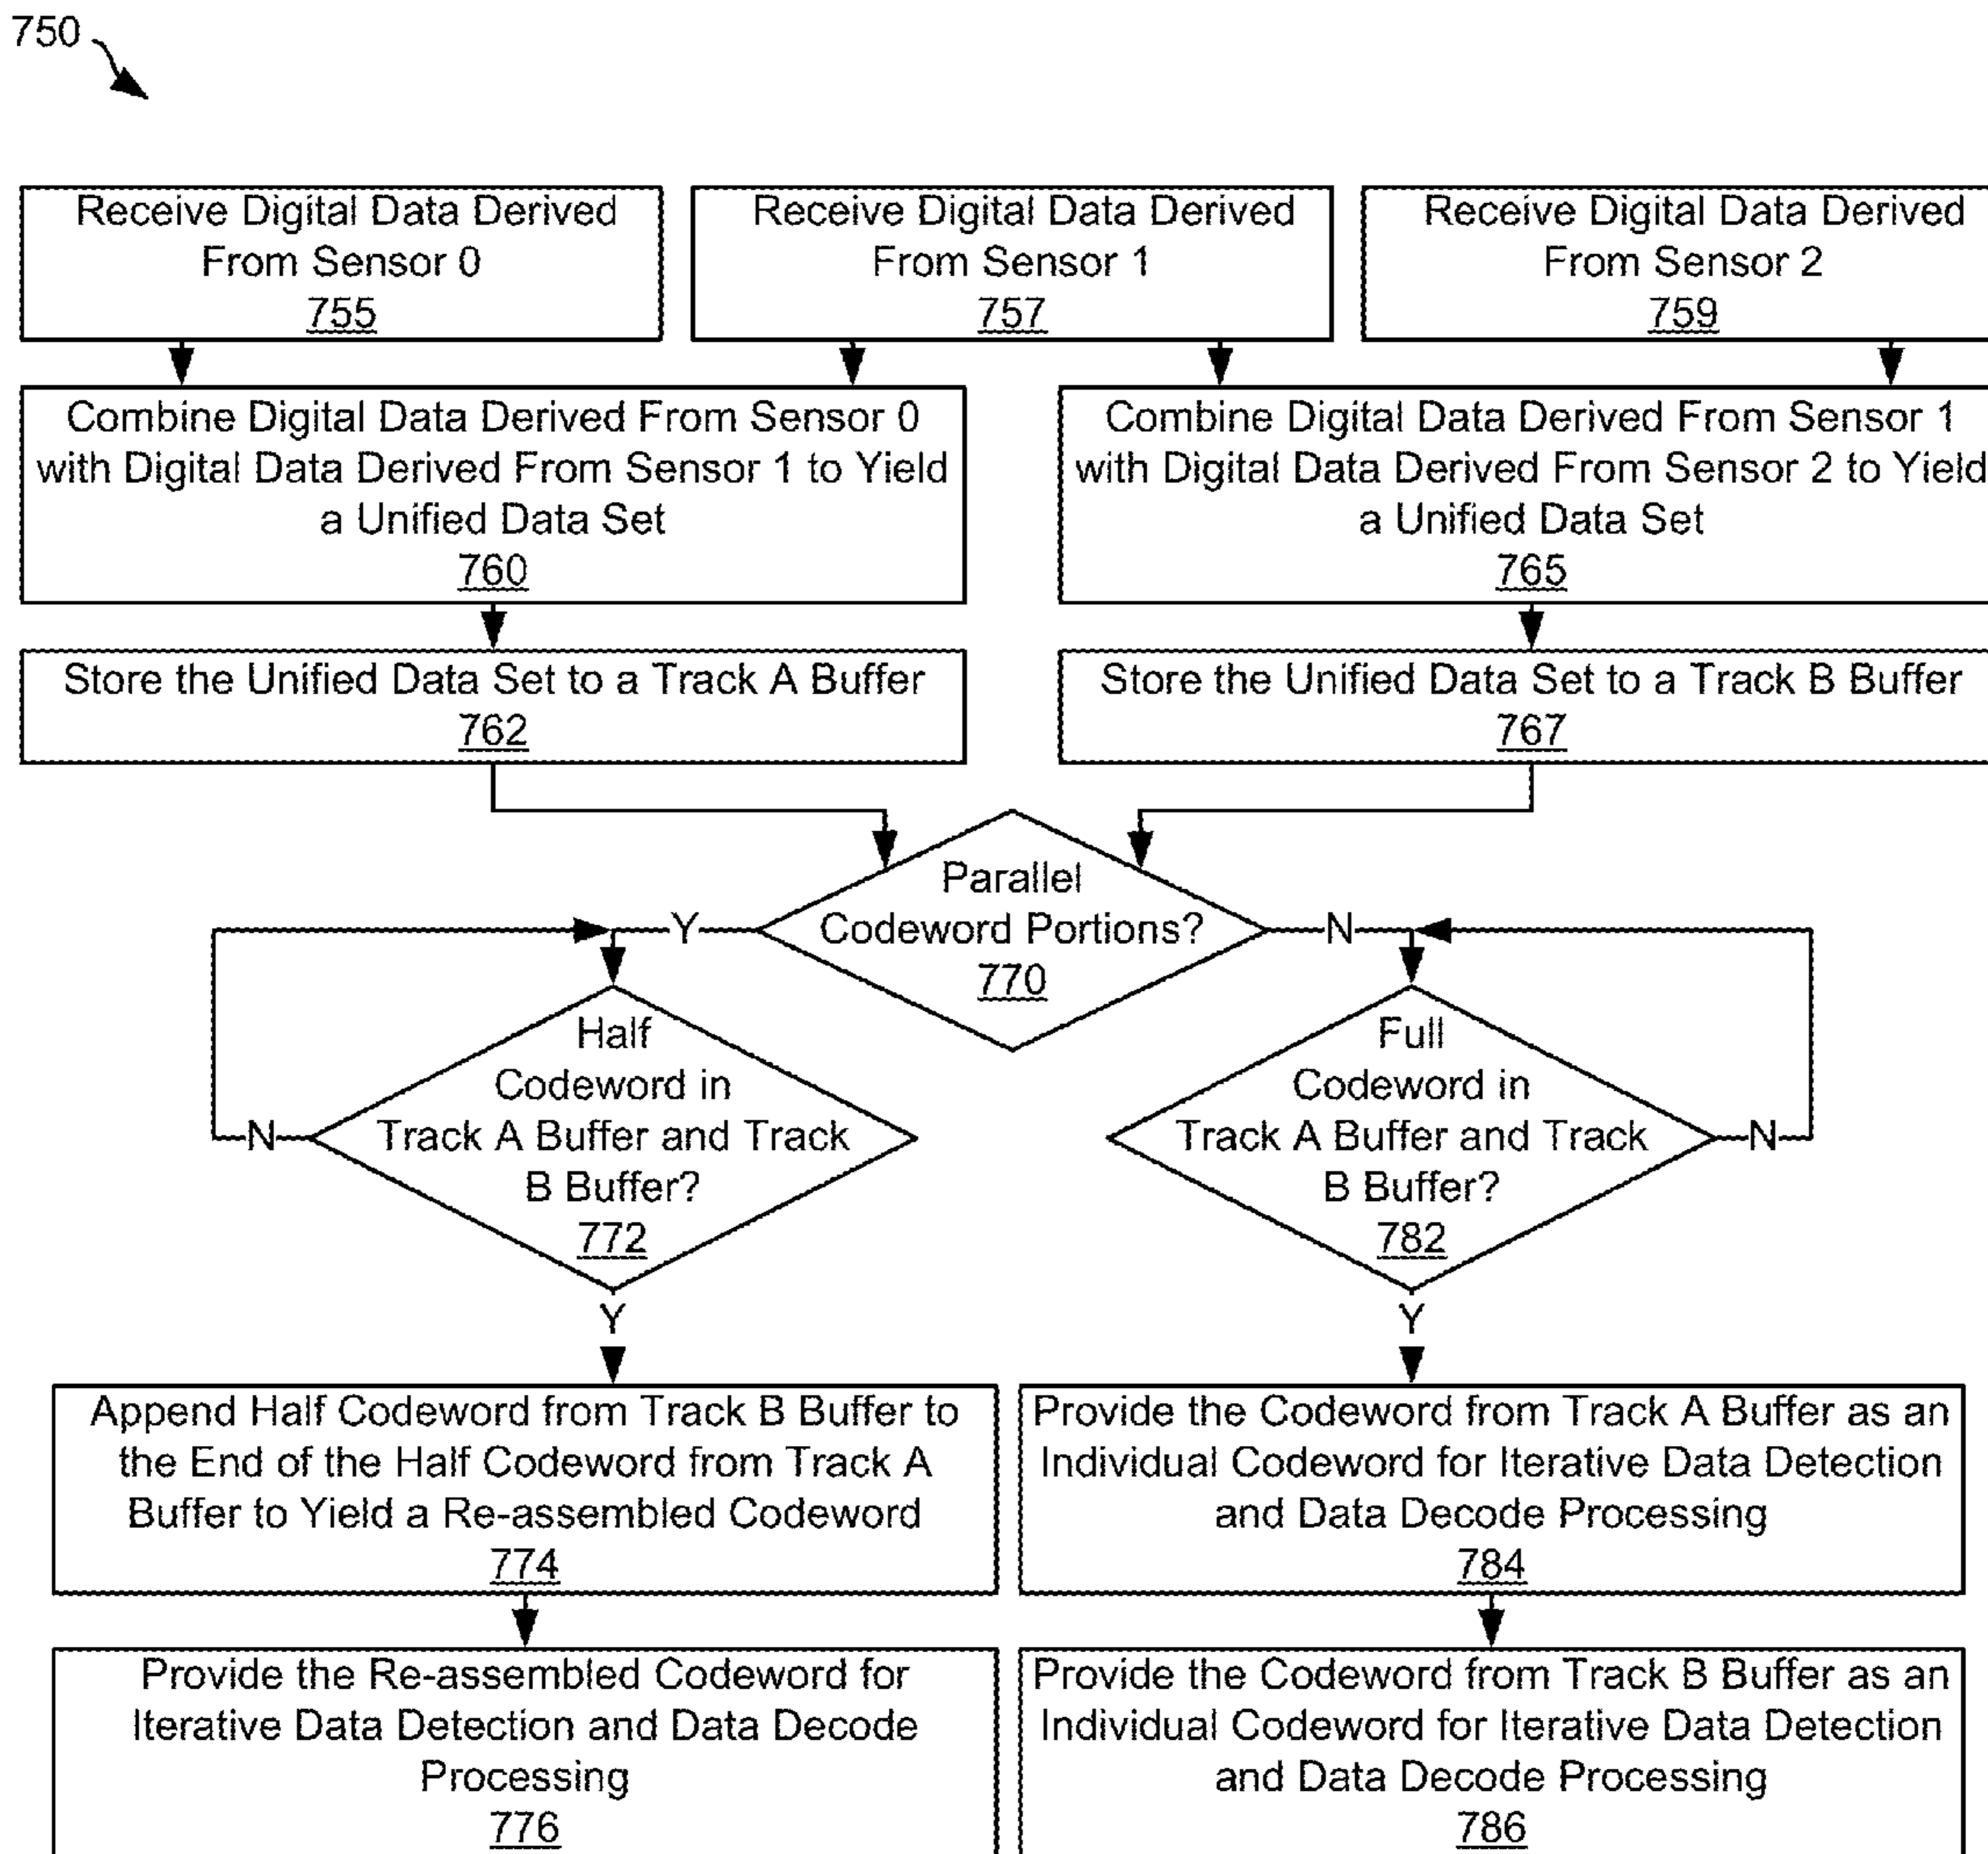 750
Receive Digital Data Derived
From Sensor 0
755
Receive Digital Data Derived
From Sensor 1
757
Receive Digital Data Derived
From Sensor 2
759
Combine Digital Data Derived From Sensor 0
with Digital Data Derived From Sensor 1 to Yield
a Unified Data Set
760
Combine Digital Data Derived From Sensor 1
with Digital Data Derived From Sensor 2 to Yield
a Unified Data Set
765
Store the Unified Data Set to a Track A Buffer
762
Store the Unified Data Set to a Track B Buffer
767
Parallel
Codeword Portions?
770
Y
N
Half
Codeword in
Track A Buffer and Track
B Buffer?
772
N
Full
Codeword in
Track A Buffer and Track
B Buffer?
782
N
Y
Y
Append Half Codeword from Track B Buffer to
the End of the Half Codeword from Track A
Buffer to Yield a Re-assembled Codeword
774
Provide the Codeword from Track A Buffer as an
Individual Codeword for Iterative Data Detection
and Data Decode Processing
784
Provide the Re-assembled Codeword for
Iterative Data Detection and Data Decode
Processing
776
Provide the Codeword from Track B Buffer as an
Individual Codeword for Iterative Data Detection
and Data Decode Processing
786